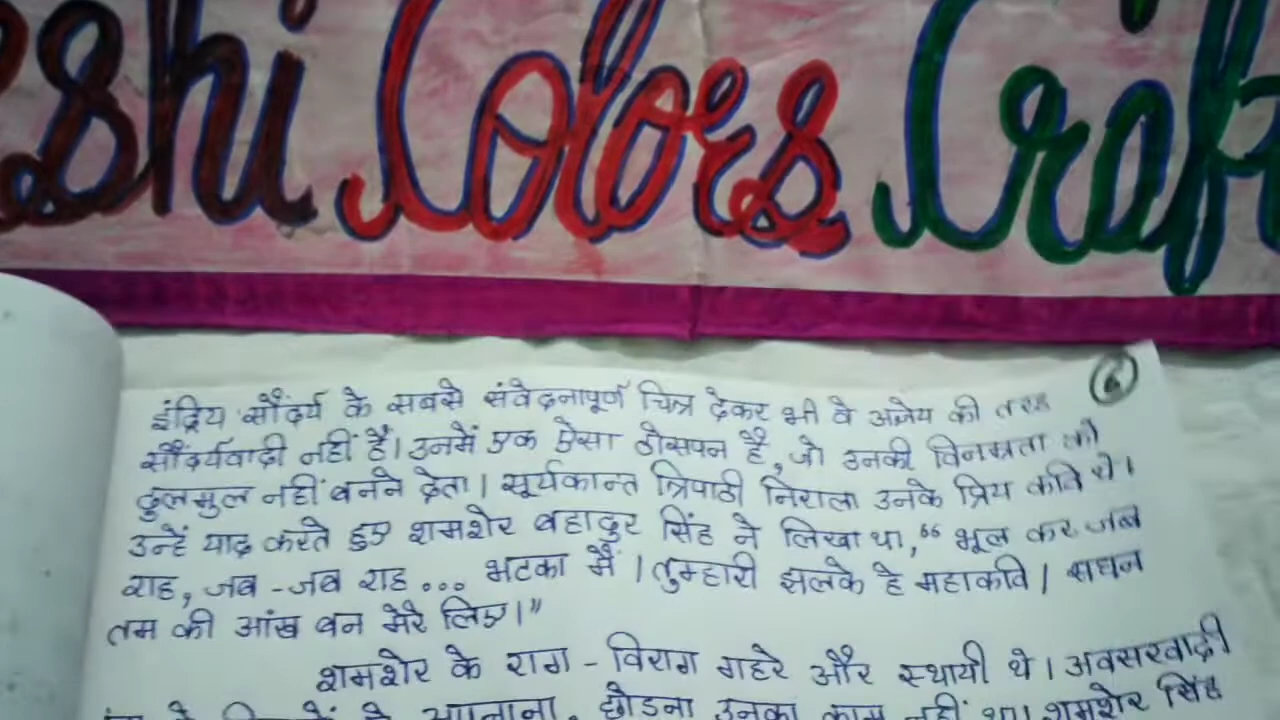 shi Colors Craf
6
इंद्रिय सौंदर्य के सबसे संवेदनापूर्ण चित्र देकर भी वे अज्ञेय की तरह
सौंदर्यवादी नहीं हैं। उनमें एक ऐसा ठोसपन है, जो उनकी विनम्रता को
ढुलमुल नहीं बनने देता। सूर्यकान्त त्रिपाठी निराला उनके प्रिय कवि थे।
उन्हें याद करते हुए शमशेर बहादुर सिंह ने लिखा था, “ भूल कर जब
राह, जब - जब राह ... भटका मैं । तुम्हारी झलके हे महाकवि । सघन
तम की आंख बन मेरे लिए।”
शमशेर के राग - विराग गहरे और स्थायी थे । अवसरवादी
छोडना उनका काम नहीं था। शमशेर सिंह